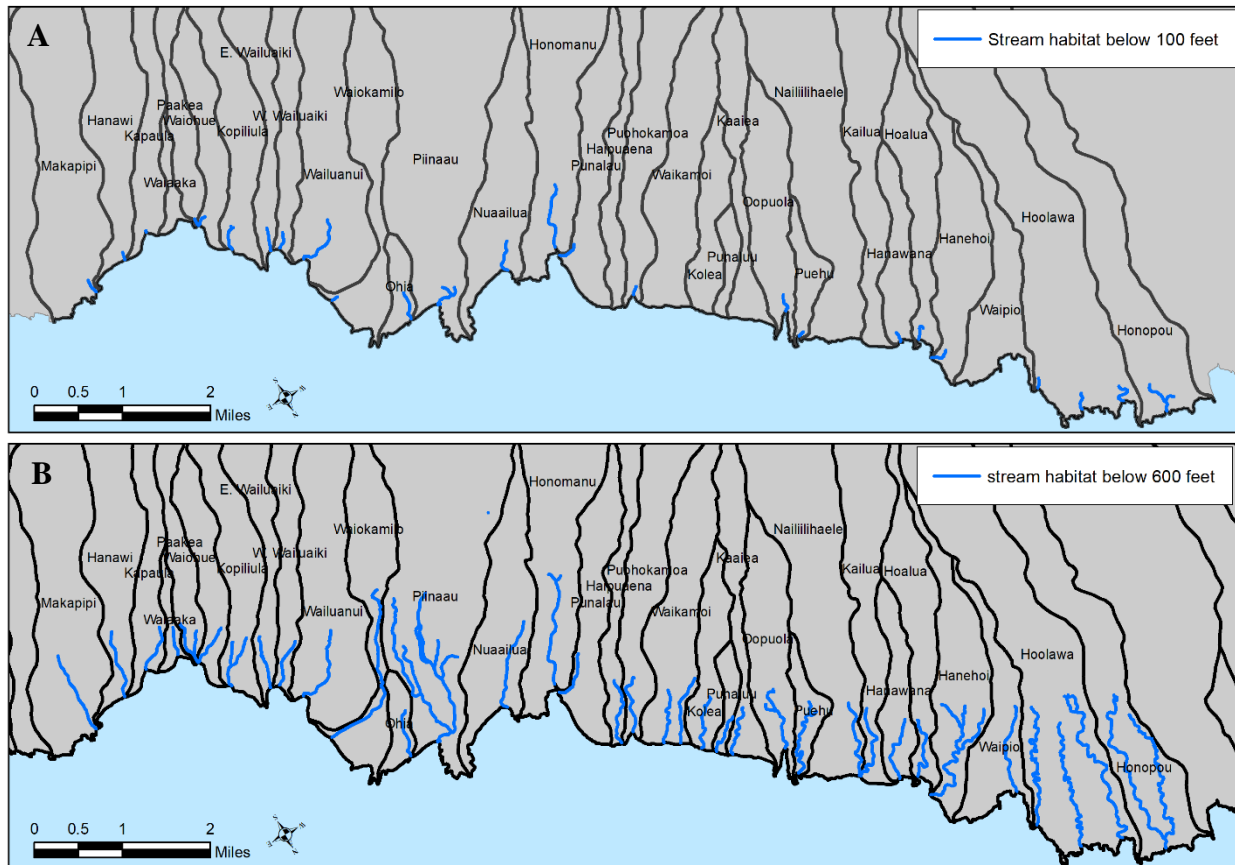 A
Stream habitat below 100 feet
Honomanu
E. Wailuaiki
Waiokamilo
Nailiilihaele
Paakea
Hanawi
Waiohue
Kapaula
Kopiliula
W. Wailuaiki
Puohokamoa
Kaaiea
Kailua
Hoalua
Haipuaena
Makapipi
Piinaau
Punalau
Wailuanui
Waikamoi
Waiaaka
Oopuola
Hoolawa
Nuaailua
Hanehoi
Hanawana
Punaluu
Kolea
Puehu
Ohia
Waipio
Honopou
0 0.5 1 2
Miles
S
W
E
N
B
stream habitat below 600 feet
Honomanu
E. Wailuaiki
Waiokamilo
Nailiilihaele
Paakea
Hanawi
Waiohue
Kapaula
Kopiliula
W. Wailuaiki
Puohokamoa
Kaaiea
Kailua
Hoalua
Haipuaena
Makapipi
Piinaau
Punalau
Wailuanui
Waikamoi
Waiaaka
Oopuola
Hoolawa
Nuaailua
Hanehoi
Hanawana
Punaluu
Kolea
Puehu
Ohia
Waipio
Honopou
0 0.5 1 2
Miles
S
W
E
N